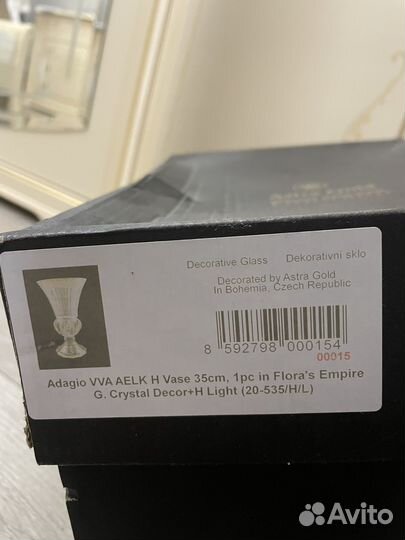 Decorative Glass Dekorativní sklo
Decorated by Astra Gold
In Bohemia, Czech Republic
8 592798 000154
00015
Adagio VVA AELK H Vase 35cm, 1pc in Flora's Empire
G. Crystal Decor+H Light (20-535/H/L)
Avito